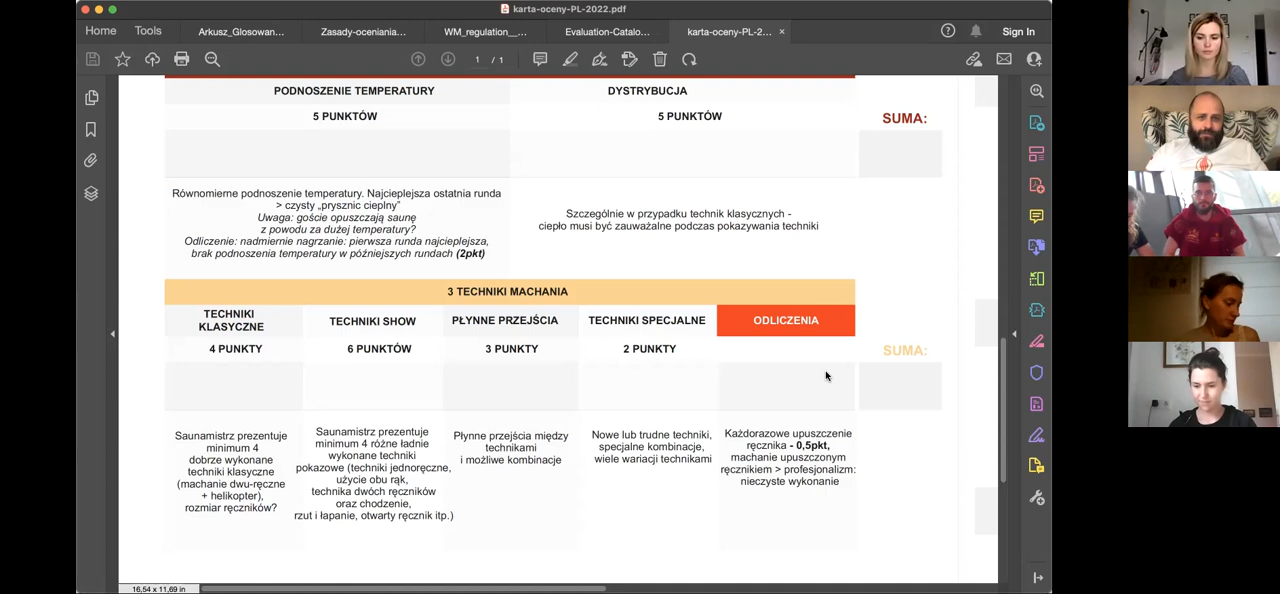 karta-oceny-PL-2022.pdf
Home Tools Arkusz_Glosowan... Zasady-oceniania... WM_regulation__... Evaluation-Catalo... karta-oceny-PL-2... × Sign In
1 / 1
PODNOSZENIE TEMPERATURY DYSTRYBUCJA
5 PUNKTÓW 5 PUNKTÓW SUMA:
Równomierne podnoszenie temperatury. Najcieplejsza ostatnia runda
> czysty „prysznic cieplny”
Uwaga: goście opuszczają saunę
z powodu za dużej temperatury?
Odliczenie: nadmiernie nagrzanie: pierwsza runda najcieplejsza,
brak podnoszenia temperatury w późniejszych rundach (2pkt)
Szczególnie w przypadku technik klasycznych -
ciepło musi być zauważalne podczas pokazywania techniki
3 TECHNIKI MACHANIA
TECHNIKI
KLASYCZNE
TECHNIKI SHOW PŁYNNE PRZEJŚCIA TECHNIKI SPECJALNE ODLICZENIA
4 PUNKTY 6 PUNKTÓW 3 PUNKTY 2 PUNKTY SUMA:
Saunamistrz prezentuje
minimum 4
dobrze wykonane
techniki klasyczne
(machanie dwu-ręczne
+ helikopter),
rozmiar ręczników?
Saunamistrz prezentuje
minimum 4 różne ładnie
wykonane techniki
pokazowe (techniki jednoręczne,
użycie obu rąk,
technika dwóch ręczników
oraz chodzenie,
rzut i łapanie, otwarty ręcznik itp.)
Płynne przejścia między
technikami
i możliwe kombinacje
Nowe lub trudne techniki,
specjalne kombinacje,
wiele wariacji technikami
Każdorazowe upuszczenie
ręcznika - 0,5pkt,
machanie upuszczonym
ręcznikiem > profesjonalizm:
nieczyste wykonanie
16,54 x 11,69 in